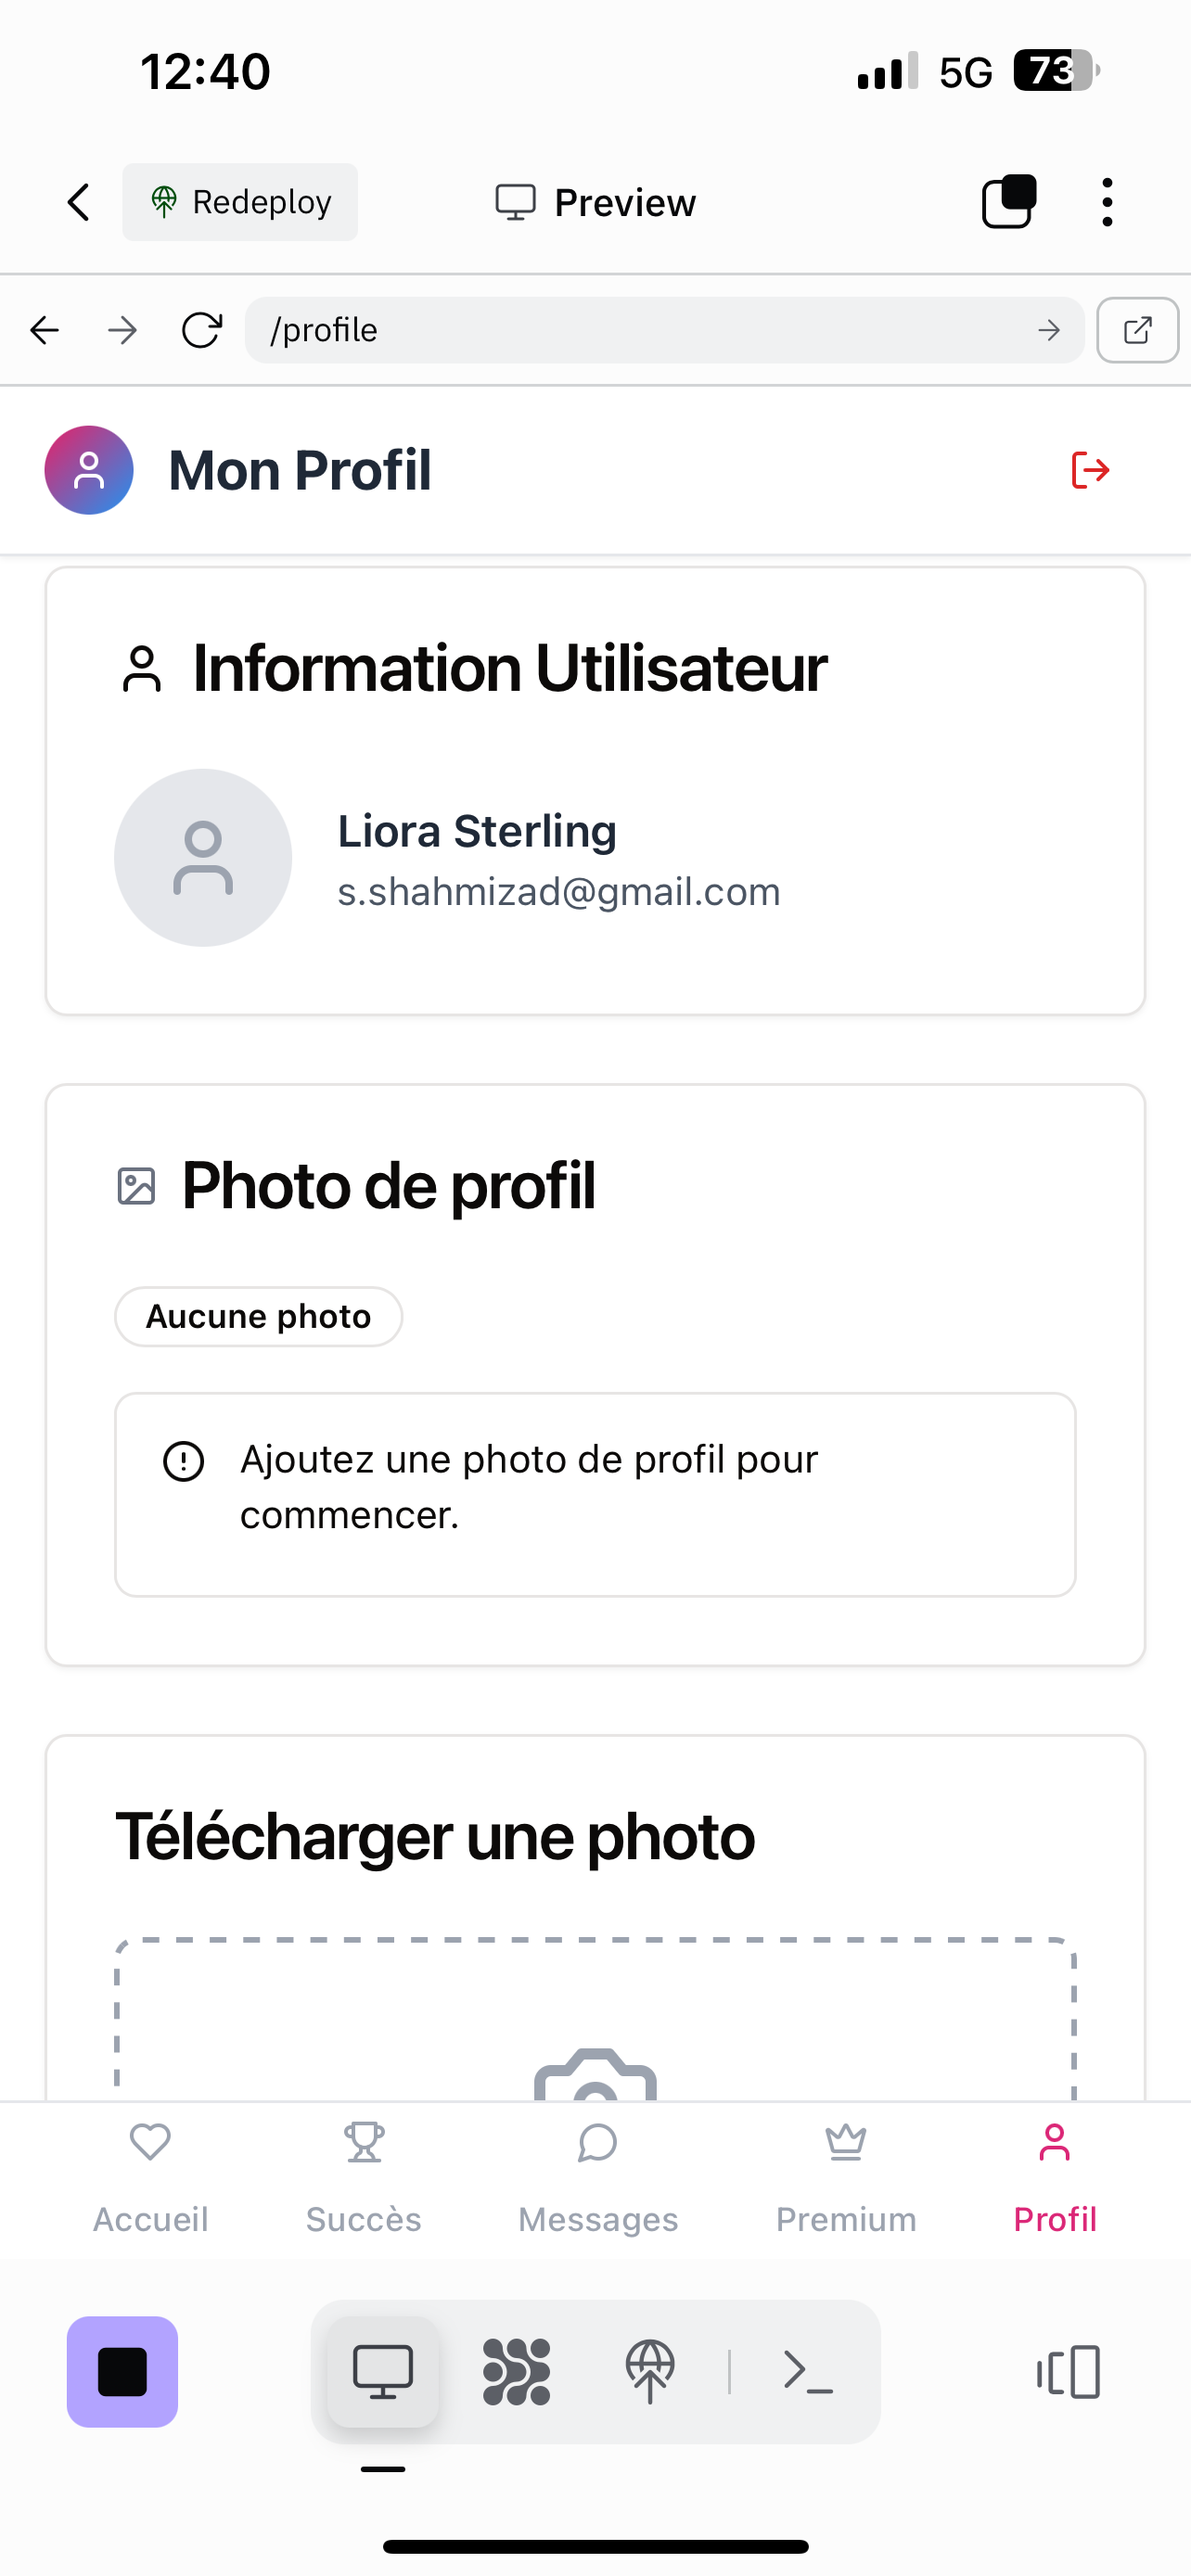 12:40
5G
73
Redeploy
Preview
/profile
Mon Profil
Information Utilisateur
Liora Sterling
s.shahmizad@gmail.com
Photo de profil
Aucune photo
Ajoutez une photo de profil pour
commencer.
Télécharger une photo
Accueil
Succès
Messages
Premium
Profil